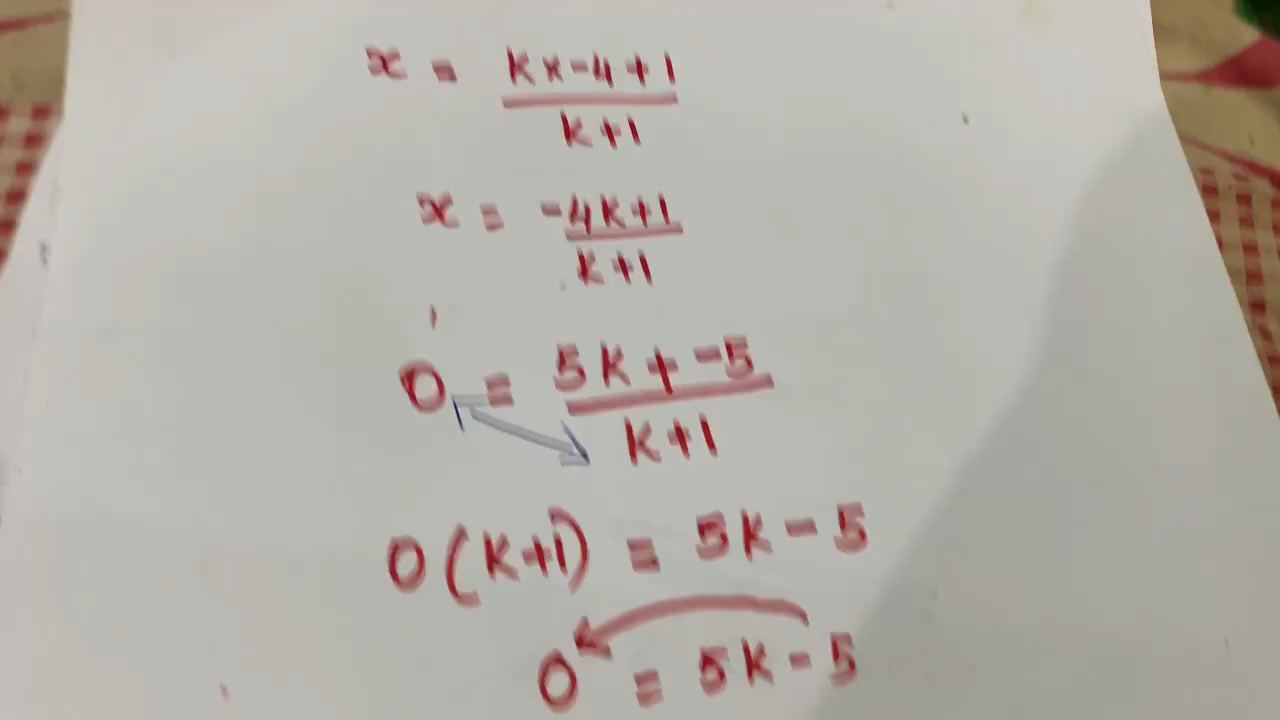 x = kx-4+1
k+1
x = -4k+1
k+1
0 = 5k+-5
k+1
0(k+1) = 5k-5
0 = 5k-5